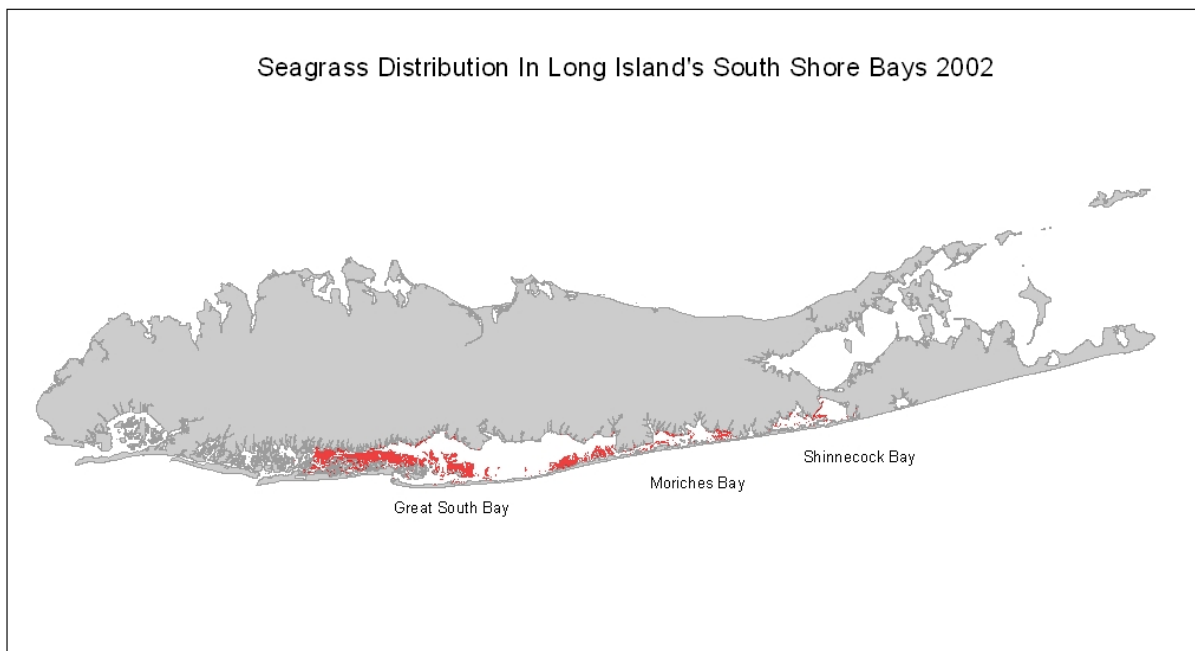 Seagrass Distribution In Long Island's South Shore Bays 2002
Shinnecock Bay
Moriches Bay
Great South Bay